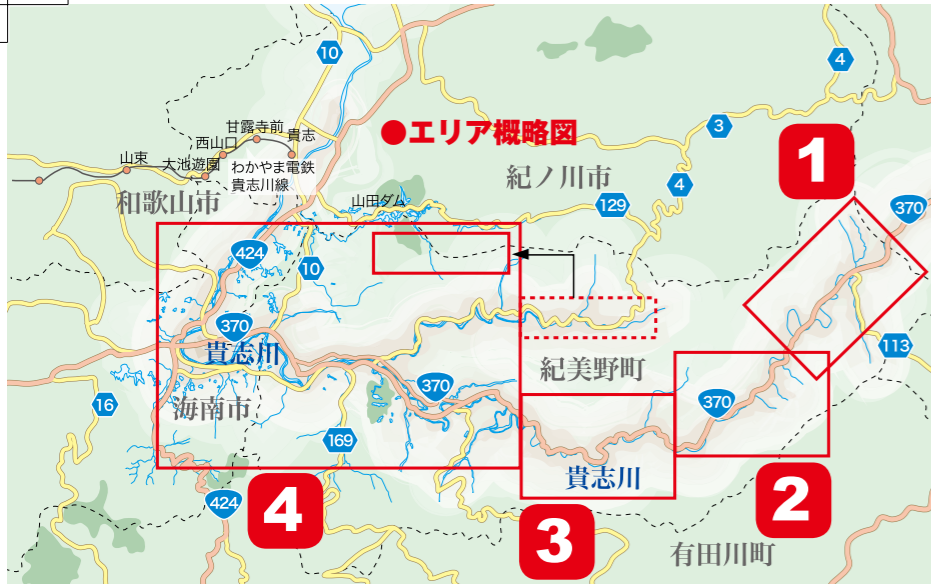 10
4
●エリア概略図
3
甘露寺前
貴志
西山口
山東
大池遊園
わかやま電鉄
貴志川線
紀ノ川市
1
4
和歌山市
山田ダム
129
370
424
10
370
貴志川
紀美野町
113
370
370
16
海南市
169
貴志川
424
4
3
2
有田川町